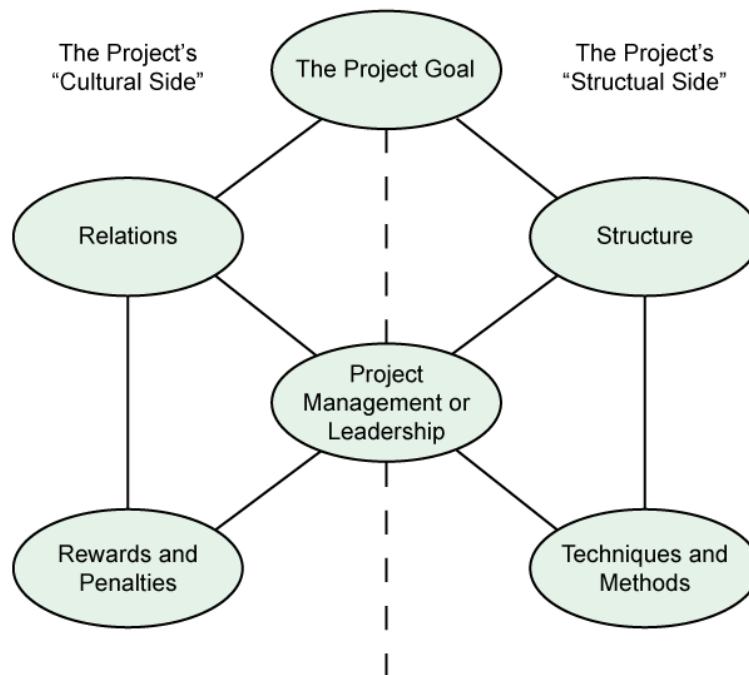 The Project’s
“Cultural Side”
The Project Goal
The Project’s
“Structual Side”
Relations
Structure
Project
Management or
Leadership
Rewards and
Penalties
Techniques and
Methods